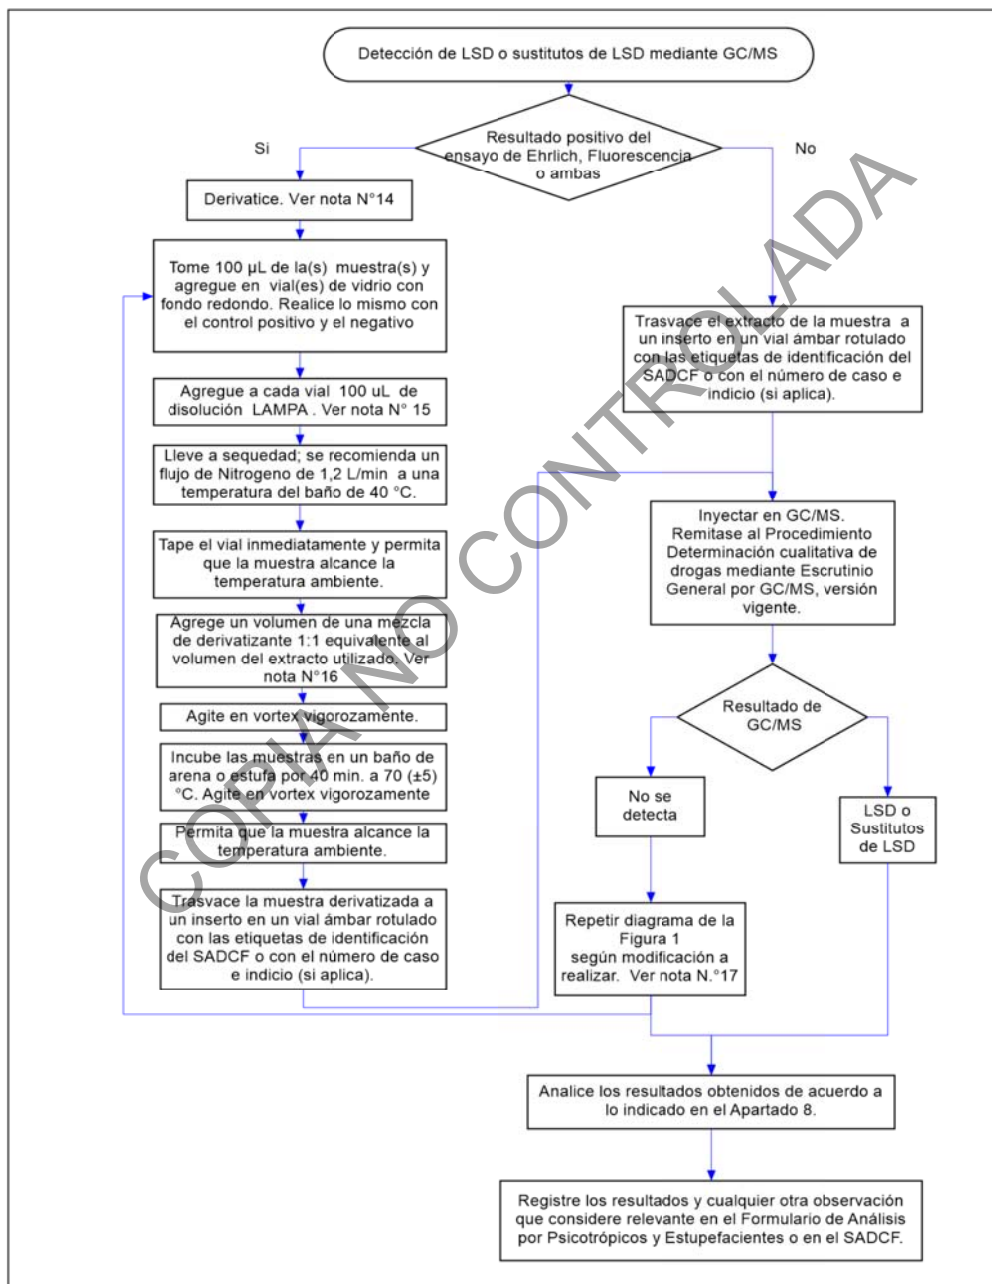 Detección de LSD o sustitutos de LSD mediante GC/MS
Resultado positivo del
ensayo de Ehrlich, Fluorescencia
o ambas
Si
No
Derivatice. Ver nota N°14
Tome 100 µL de la(s) muestra(s) y
agregue en vial(es) de vidrio con
fondo redondo. Realice lo mismo con
el control positivo y el negativo
Agregue a cada vial 100 uL de
disolución LAMPA . Ver nota N° 15
Lleve a sequedad; se recomienda un
flujo de Nitrogeno de 1,2 L/min a una
temperatura del baño de 40 °C.
Tape el vial inmediatamente y permita
que la muestra alcance la
temperatura ambiente.
Agrege un volumen de una mezcla
de derivatizante 1:1 equivalente al
volumen del extracto utilizado. Ver
nota N°16
Agite en vortex vigorozamente.
Incube las muestras en un baño de
arena o estufa por 40 min. a 70 (±5)
°C. Agite en vortex vigorozamente
Permita que la muestra alcance la
temperatura ambiente.
Trasvace la muestra derivatizada a
un inserto en un vial ámbar rotulado
con las etiquetas de identificación
del SADCF o con el número de caso
e indicio (si aplica).
Trasvace el extracto de la muestra a
un inserto en un vial ámbar rotulado
con las etiquetas de identificación del
SADCF o con el número de caso e
indicio (si aplica).
Inyectar en GC/MS.
Remitase al Procedimiento
Determinación cualitativa de
drogas mediante Escrutinio
General por GC/MS, versión
vigente.
Resultado de
GC/MS
No se
detecta
LSD o
Sustitutos
de LSD
Repetir diagrama de la
Figura 1
según modificación a
realizar. Ver nota N.°17
Analice los resultados obtenidos de acuerdo a
lo indicado en el Apartado 8.
Registre los resultados y cualquier otra observación
que considere relevante en el Formulario de Análisis
por Psicotrópicos y Estupefacientes o en el SADCF.
COPIA NO CONTROLADA